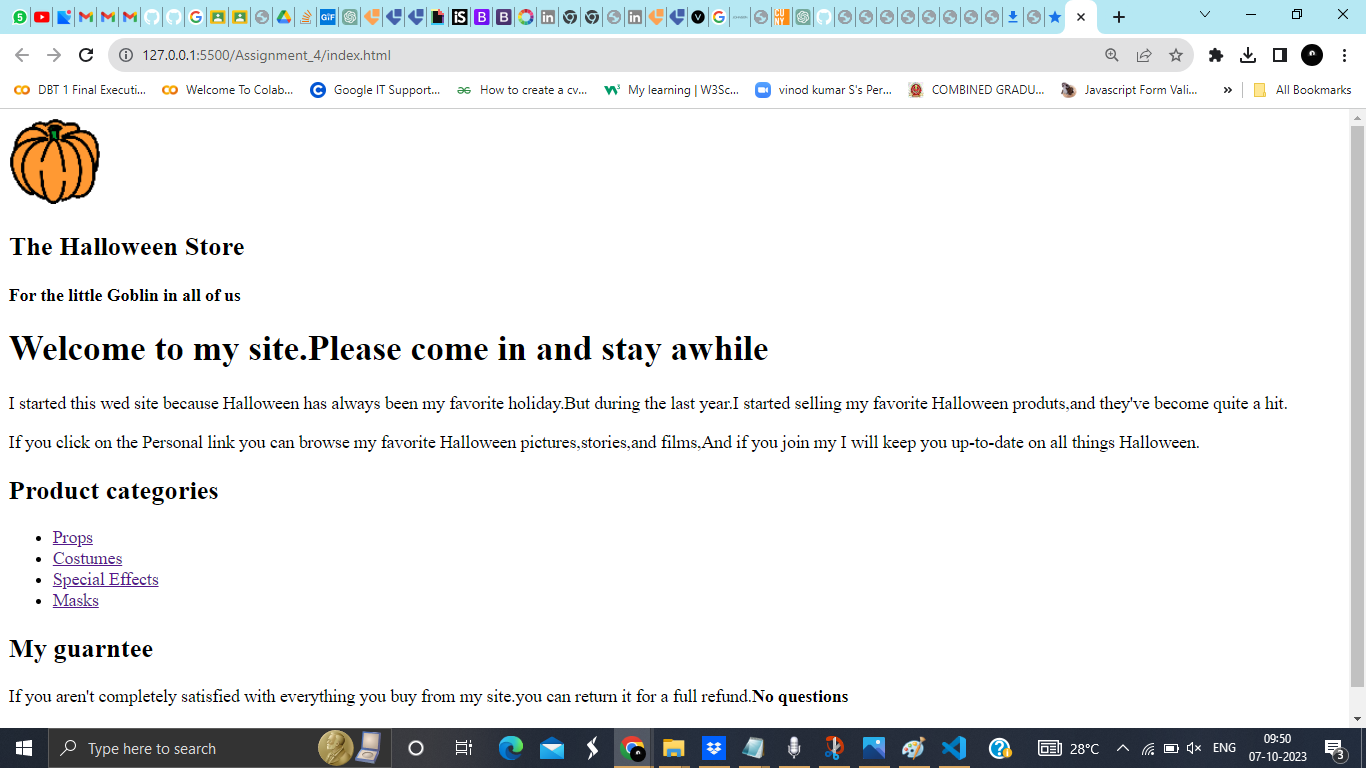 127.0.0.1:5500/Assignment_4/index.html
DBT 1 Final Executi... Welcome To Colab... Google IT Support... How to create a cv... My learning | W3Sc... vinod kumar S's Per... COMBINED GRADU... Javascript Form Vali... » All Bookmarks
The Halloween Store
For the little Goblin in all of us
Welcome to my site.Please come in and stay awhile
I started this wed site because Halloween has always been my favorite holiday.But during the last year.I started selling my favorite Halloween produts,and they've become quite a hit.
If you click on the Personal link you can browse my favorite Halloween pictures,stories,and films,And if you join my I will keep you up-to-date on all things Halloween.
Product categories
Props
Costumes
Special Effects
Masks
My guarntee
If you aren't completely satisfied with everything you buy from my site.you can return it for a full refund.No questions
Type here to search 28°C ENG 09:50
07-10-2023 3